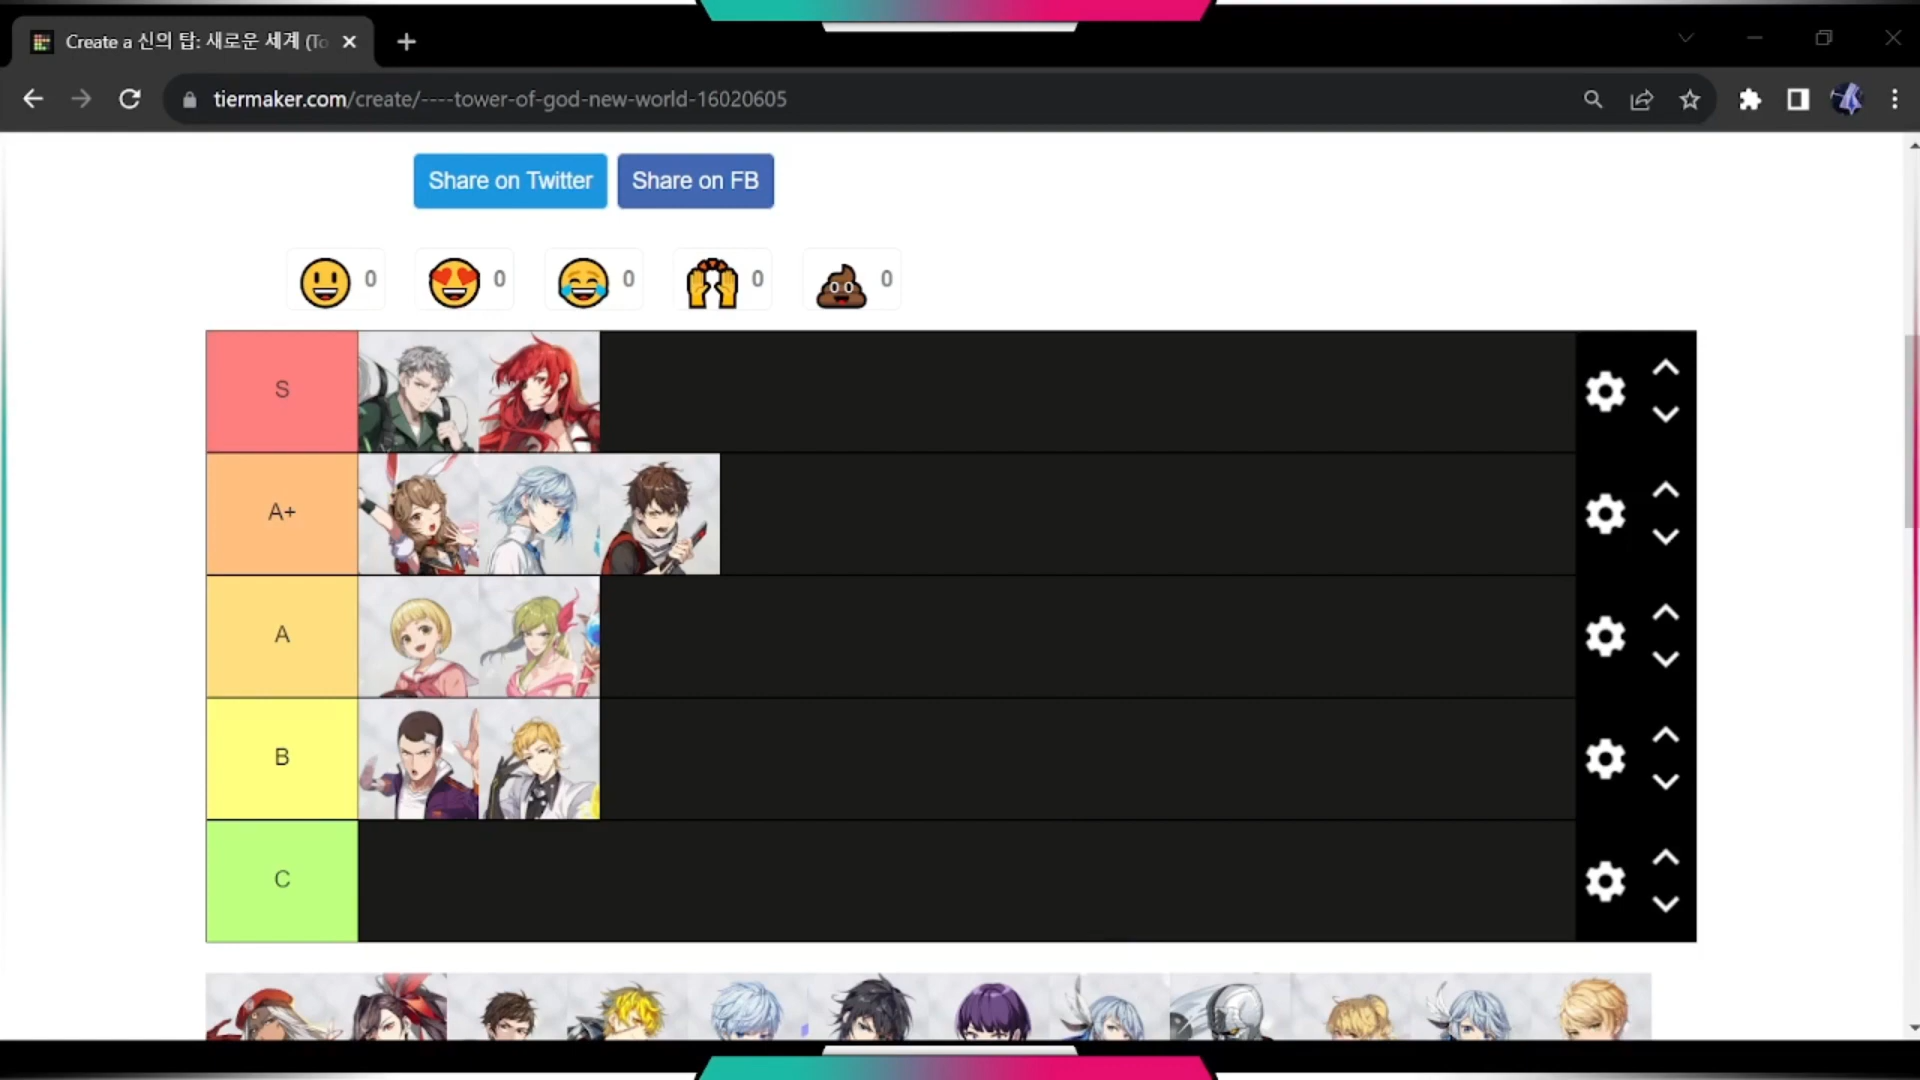 Create a 신의 탑: 새로운 세계 (To
tiermaker.com/create/----tower-of-god-new-world-16020605
Share on Twitter Share on FB
0 0 0 0 0
S
A+
A
B
C